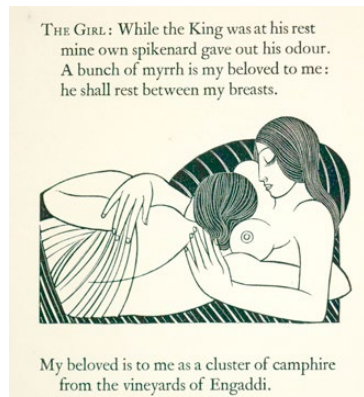 THE GIRL: While the King was at his rest
mine own spikenard gave out his odour.
A bunch of myrrh is my beloved to me:
he shall rest between my breasts.
My beloved is to me as a cluster of camphire
from the vineyards of Engaddi.